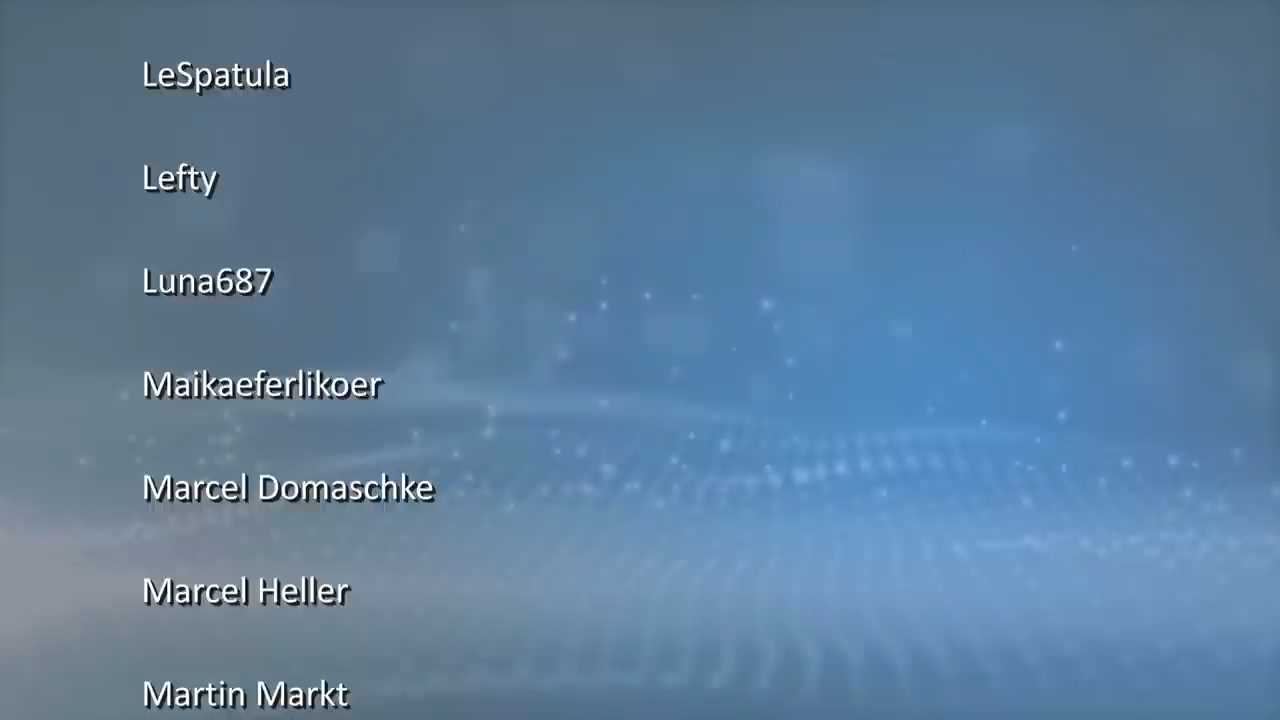 LeSpatula
Lefty
Luna687
Maikaeferlikoer
Marcel Domaschke
Marcel Heller
Martin Markt